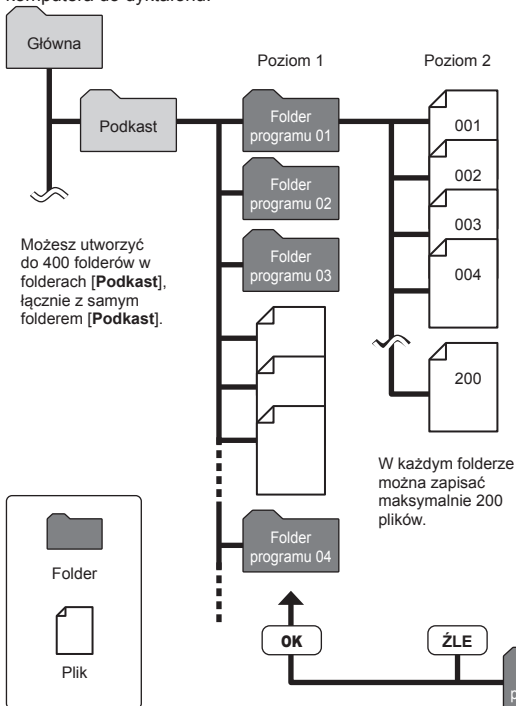 Główna
Poziom 1
Poziom 2
Podkast
Folder
programu 01
Folder
programu 02
Folder
programu 03
001
002
003
004
200
Możesz utworzyć
do 400 folderów w
folderach [Podkast],
łącznie z samym
folderem [Podkast].
W każdym folderze
można zapisać
maksymalnie 200
plików.
Folder
programu 04
Folder
Plik
OK
ŹLE